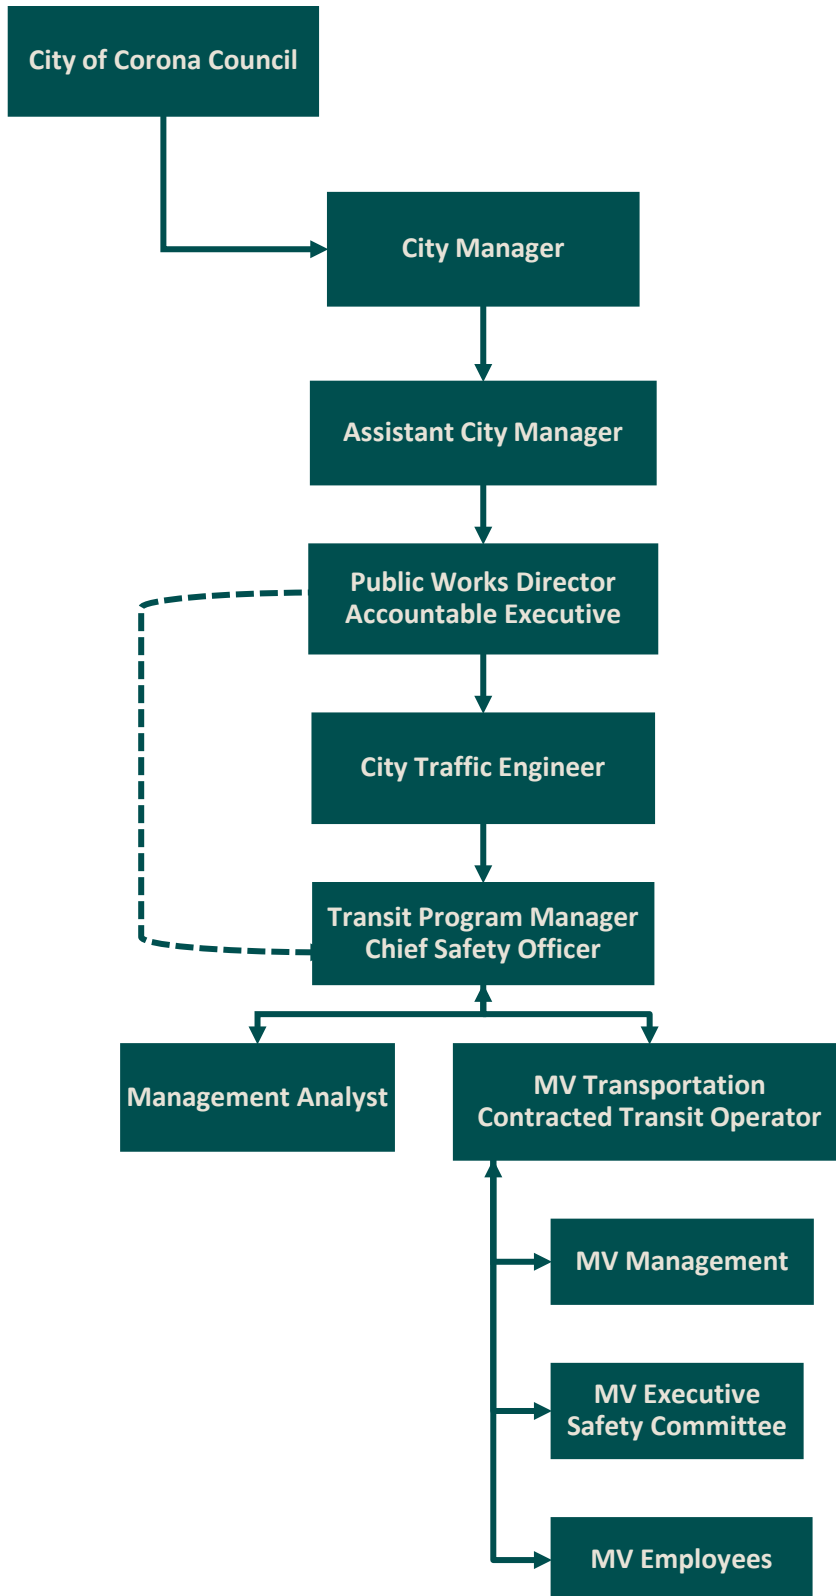 City of Corona Council
City Manager
Assistant City Manager
Public Works Director
Accountable Executive
City Traffic Engineer
Transit Program Manager
Chief Safety Officer
Management Analyst
MV Transportation
Contracted Transit Operator
MV Management
MV Executive
Safety Committee
MV Employees